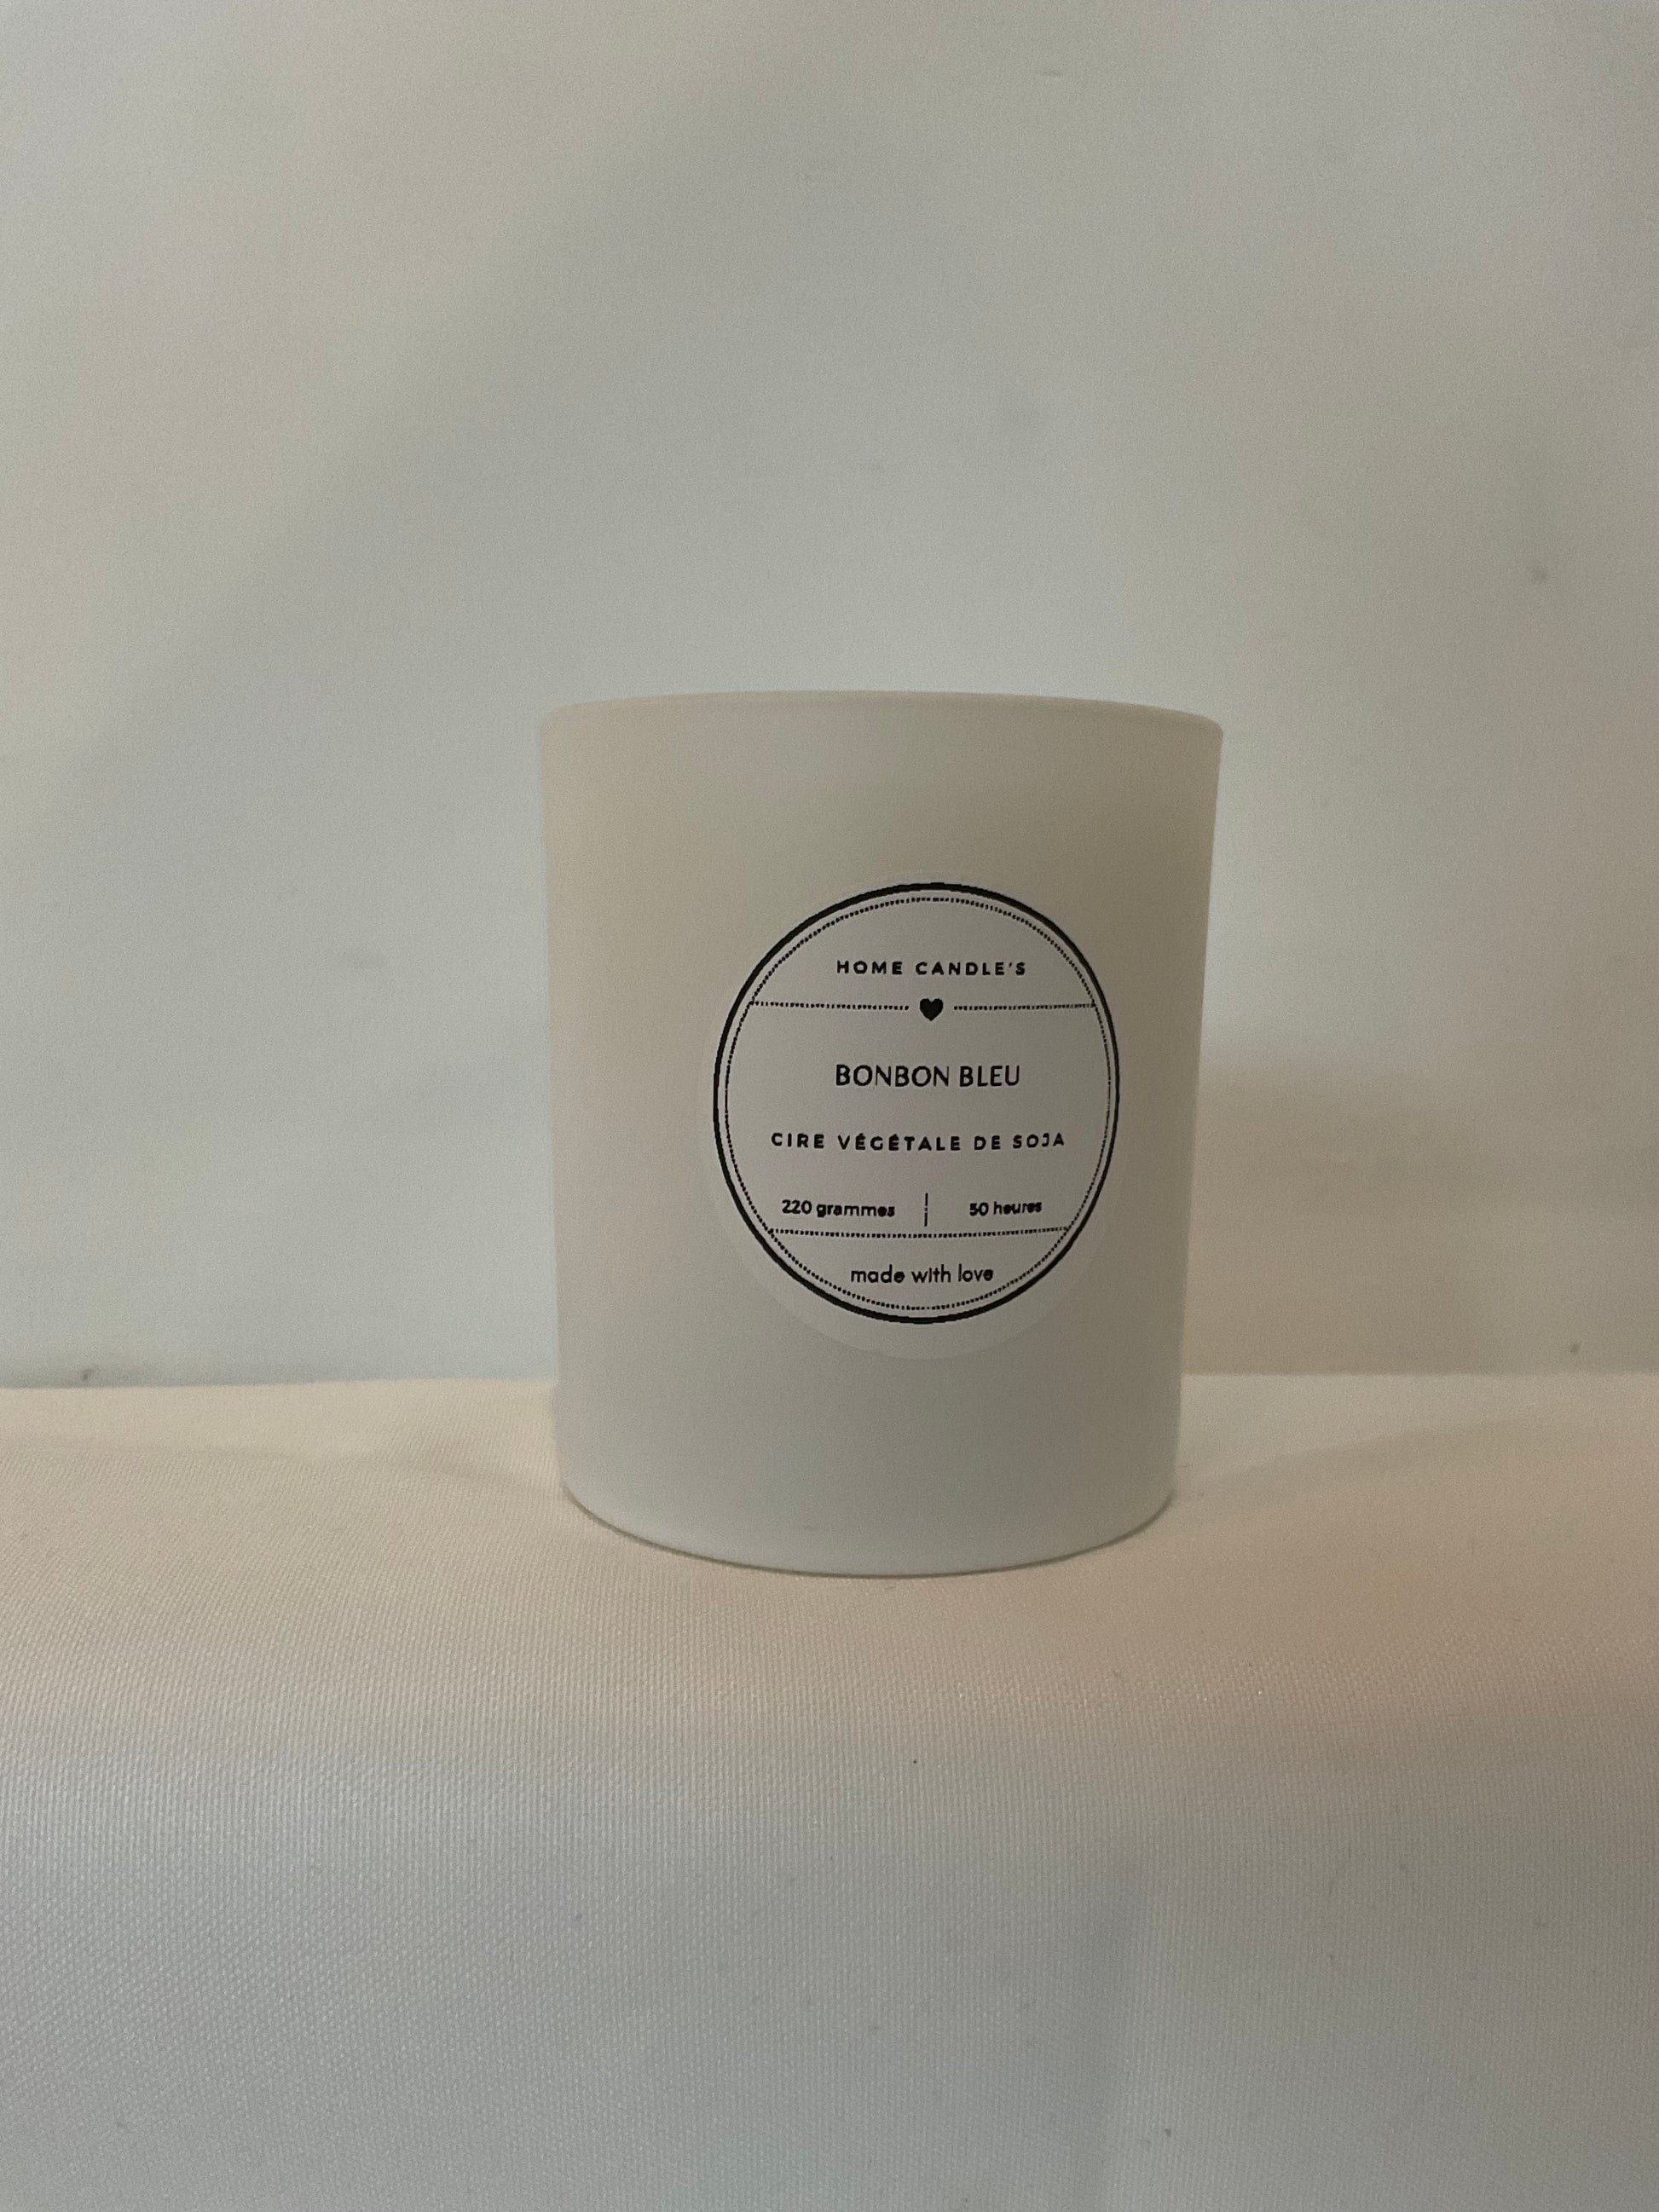 HOME CANDLE'S
BONBON BLEU
CIRE VÉGÉTALE DE SOJA
220 grammes | 50 heures
made with love